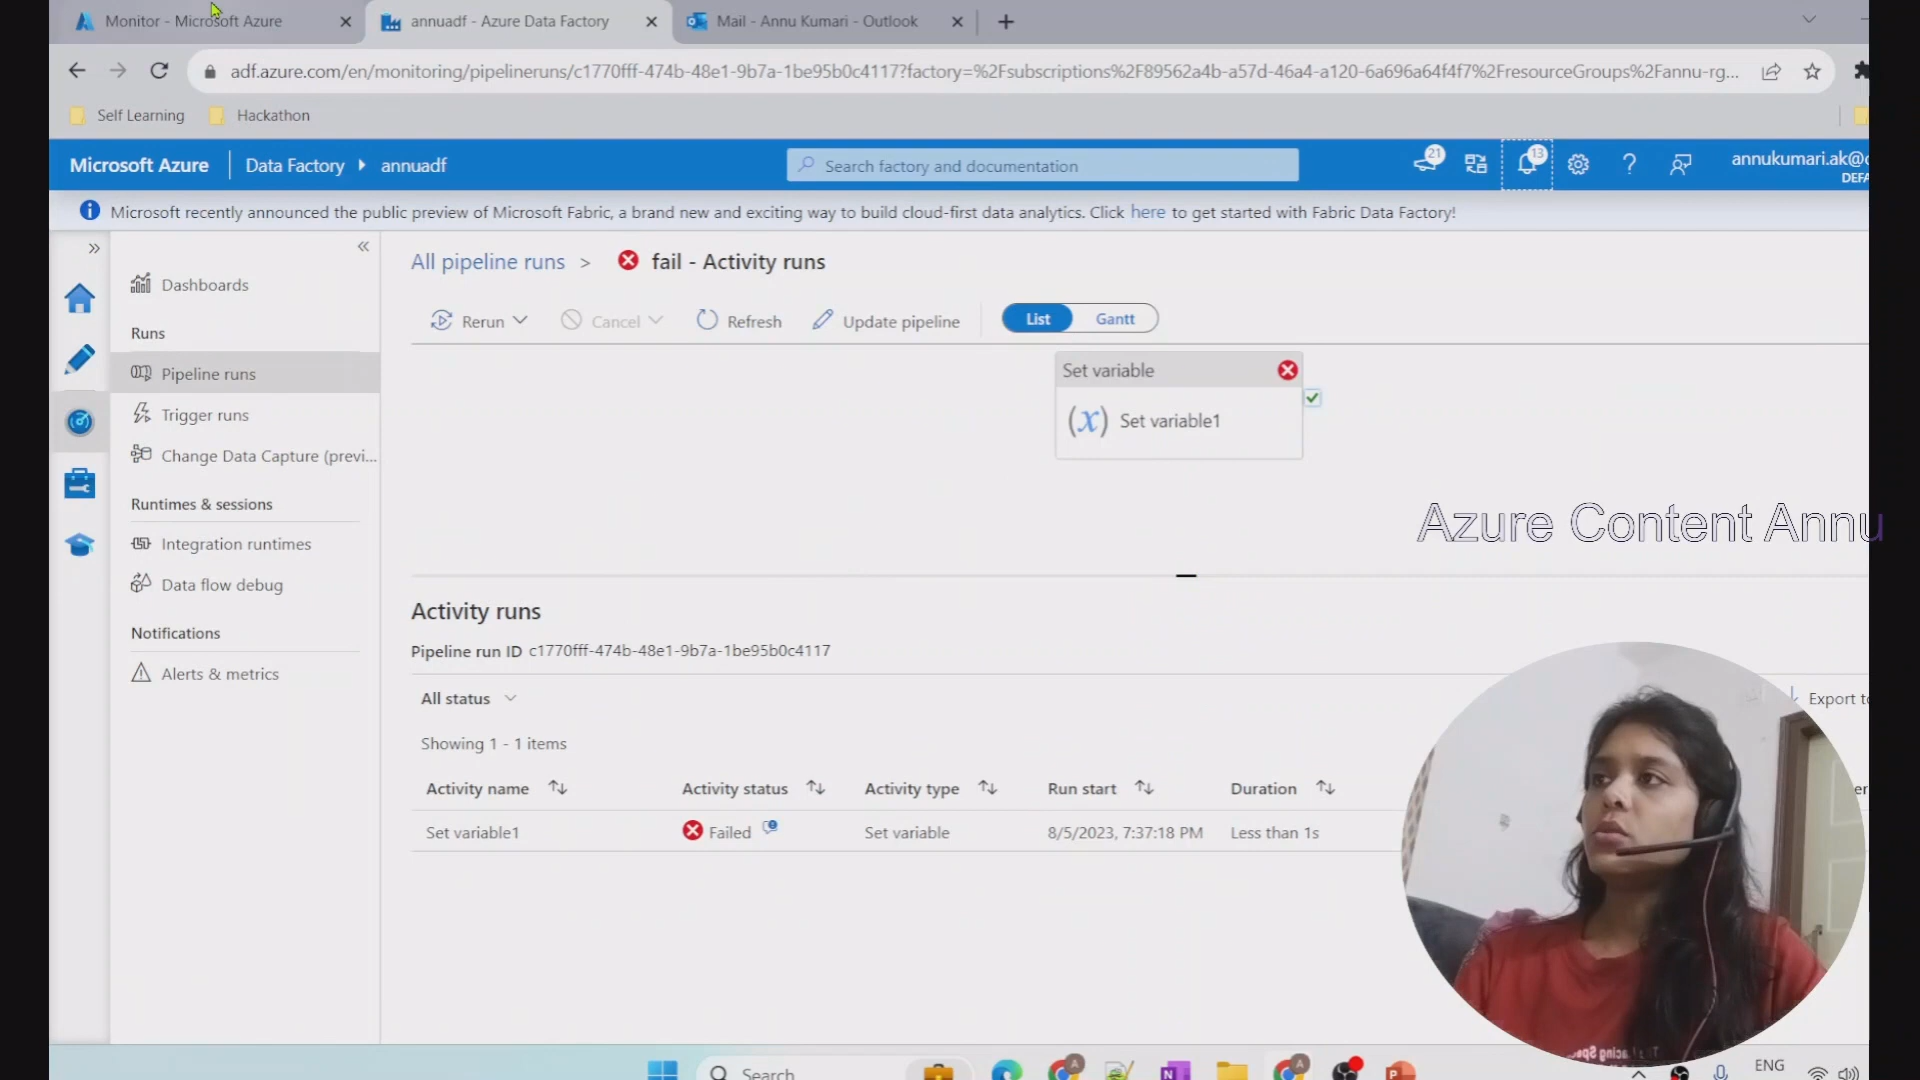 Monitor - Microsoft Azure
annuadf - Azure Data Factory
Mail - Annu Kumari - Outlook
adf.azure.com/en/monitoring/pipelineruns/c1770fff-474b-48e1-9b7a-1be95b0c4117?factory=%2Fsubscriptions%2F89562a4b-a57d-46a4-a120-6a696a64f4f7%2FresourceGroups%2Fannu-rg...
Self Learning
Hackathon
Microsoft Azure
Data Factory
annuadf
Search factory and documentation
21
13
annukumari.ak@
DEFA
Microsoft recently announced the public preview of Microsoft Fabric, a brand new and exciting way to build cloud-first data analytics. Click here to get started with Fabric Data Factory!
Dashboards
Runs
Pipeline runs
Trigger runs
Change Data Capture (previ...
Runtimes & sessions
Integration runtimes
Data flow debug
Notifications
Alerts & metrics
All pipeline runs > fail - Activity runs
Rerun
Cancel
Refresh
Update pipeline
List
Gantt
Set variable
(x) Set variable1
Azure Content Annu
Activity runs
Pipeline run ID c1770fff-474b-48e1-9b7a-1be95b0c4117
All status
Export to
Showing 1 - 1 items
Activity name
Activity status
Activity type
Run start
Duration
Set variable1
Failed
Set variable
8/5/2023, 7:37:18 PM
Less than 1s
Search
ENG